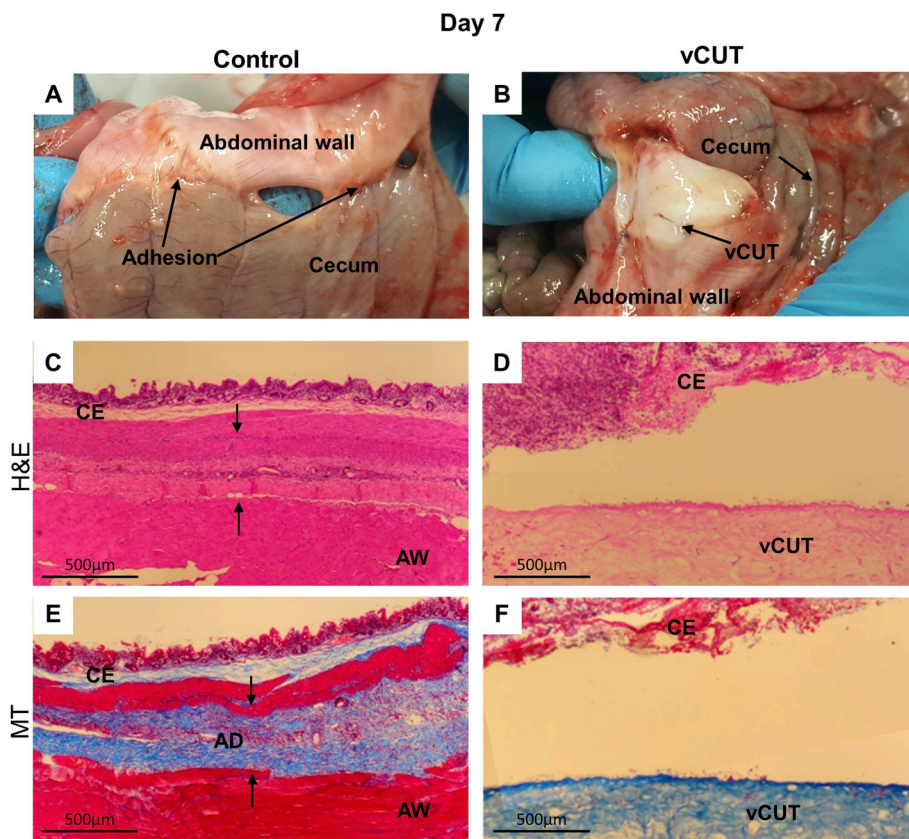 Day 7
Control
vCUT
A
Abdominal wall
Adhesion
Cecum
B
Cecum
vCUT
Abdominal wall
H&E
C
CE
AW
500μm
D
CE
vCUT
MT
E
CE
AD
AW
500μm
F
CE
vCUT
500μm
500μm